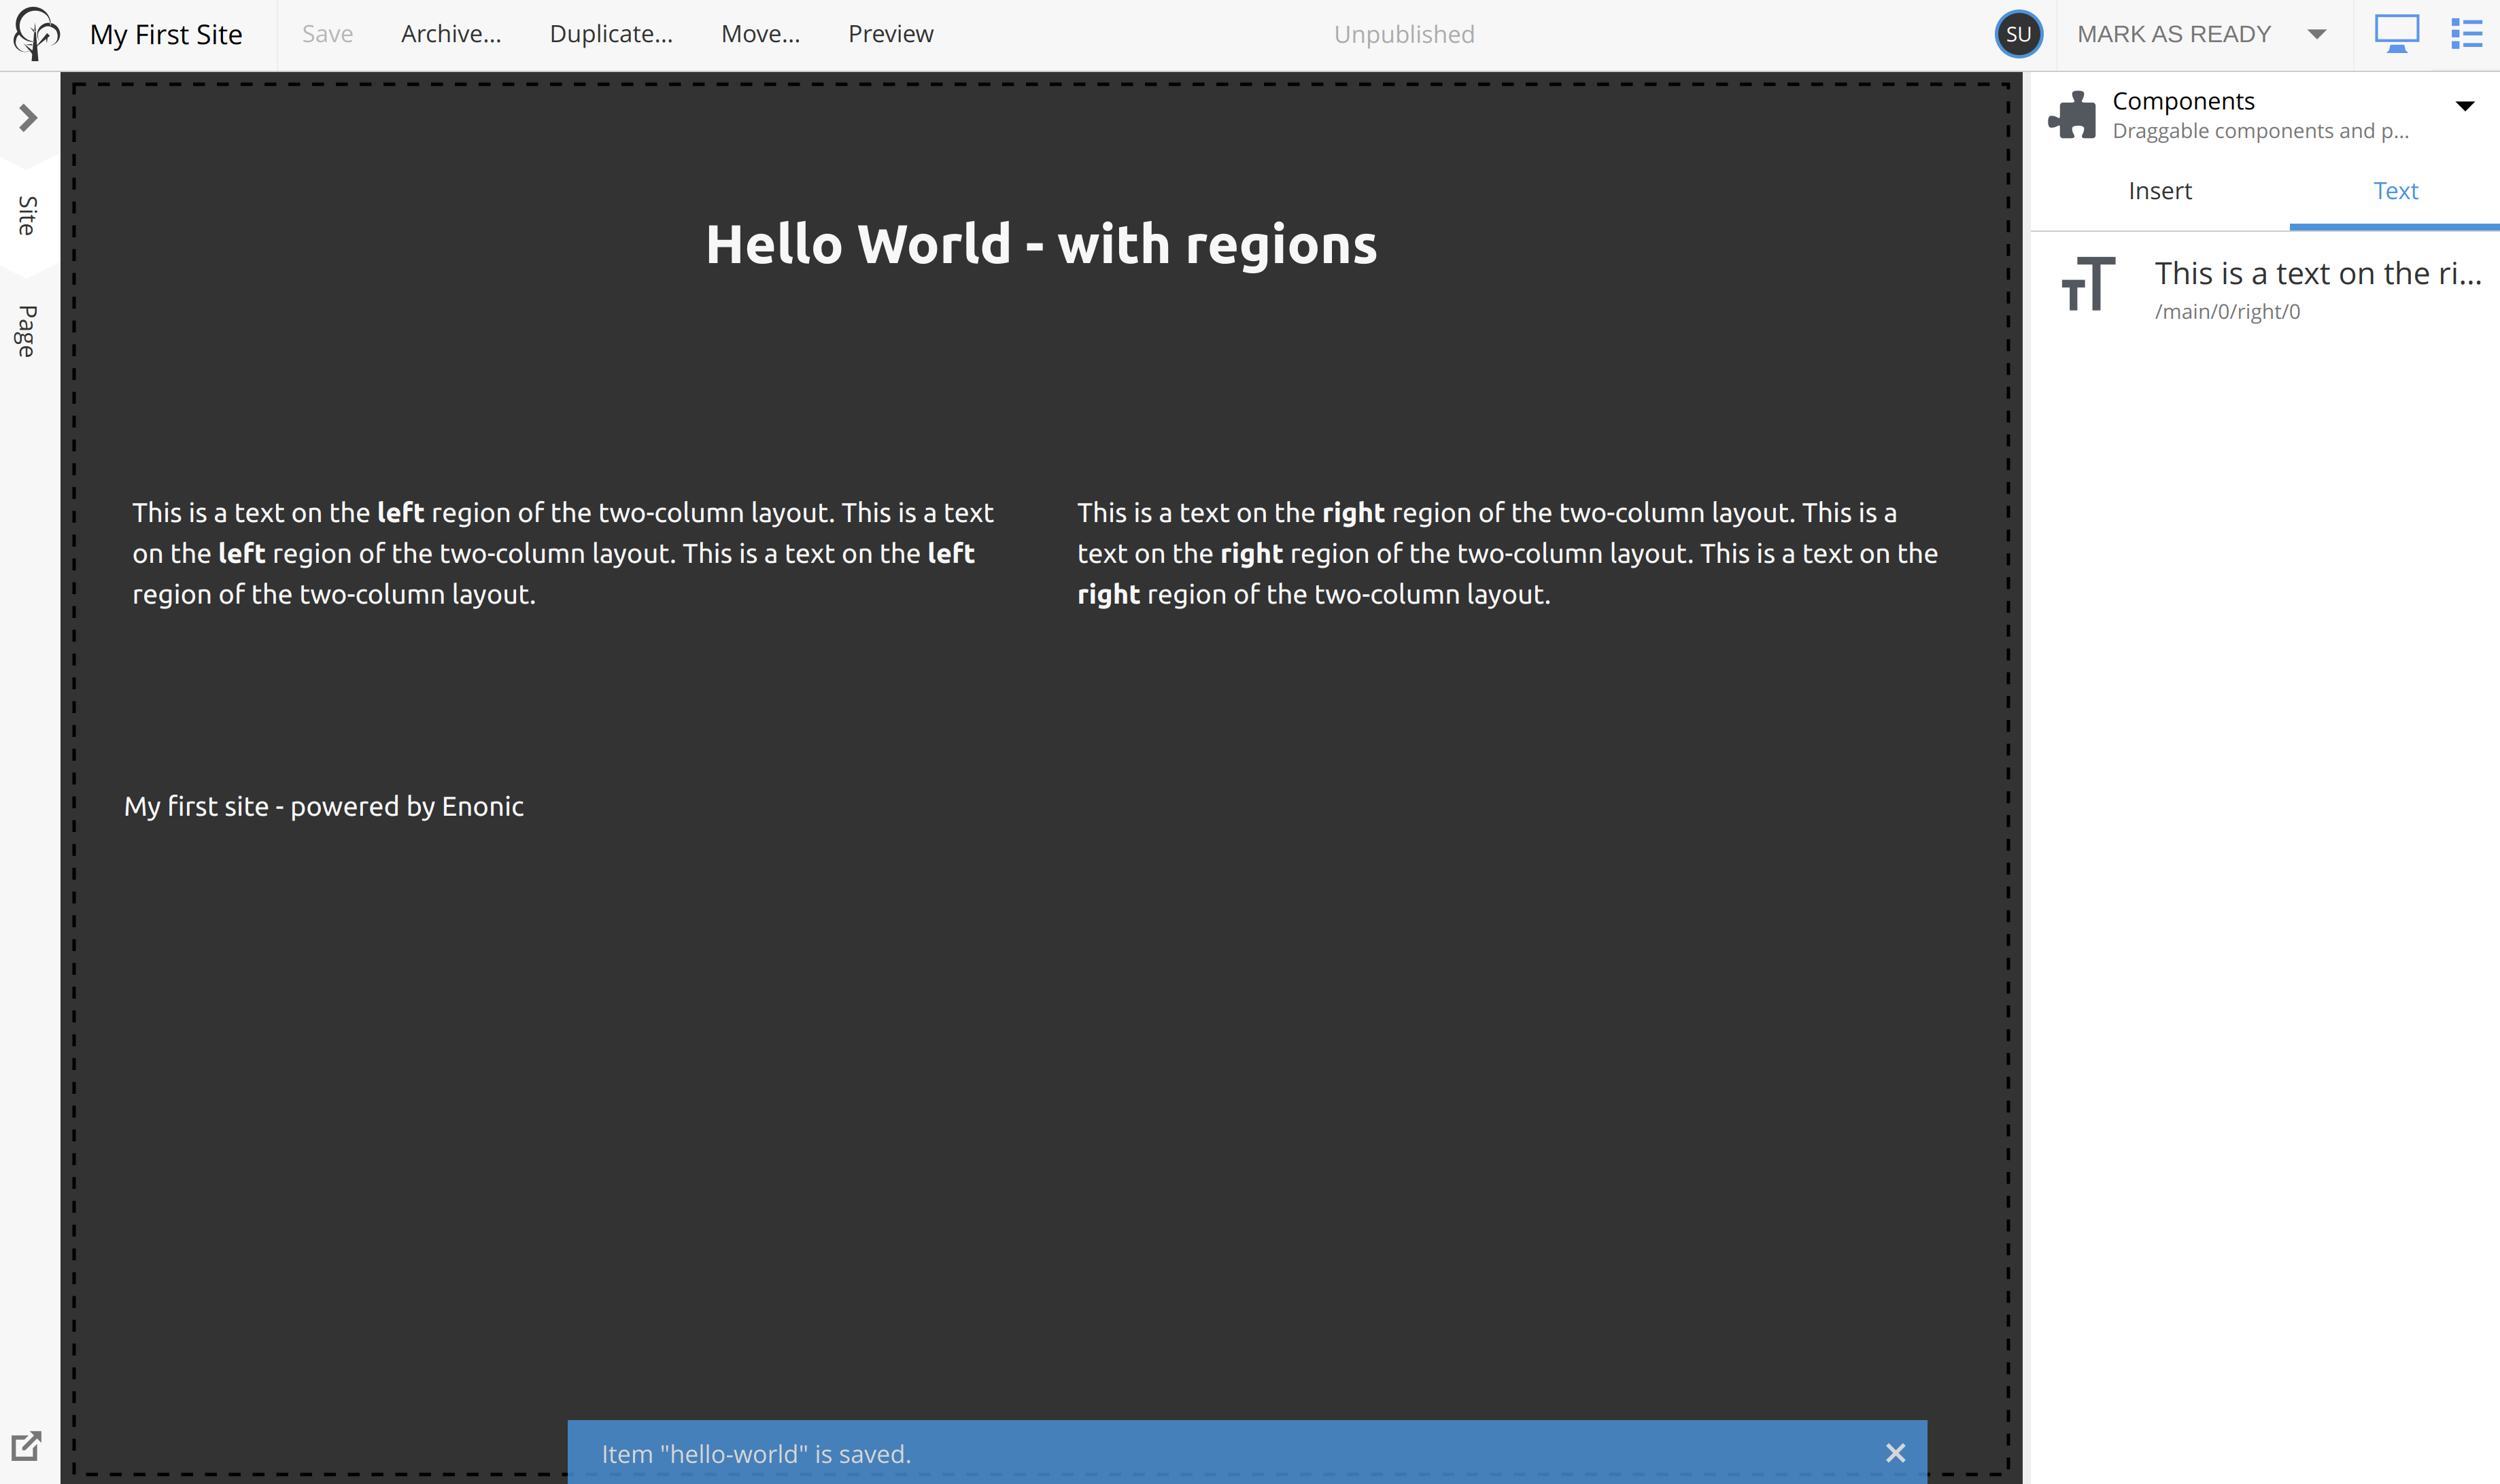 My First Site
Save
Archive...
Duplicate...
Move...
Preview
Unpublished
SU
MARK AS READY
Site
Page
Hello World - with regions
This is a text on the left region of the two-column layout. This is a text
on the left region of the two-column layout. This is a text on the left
region of the two-column layout.
This is a text on the right region of the two-column layout. This is a
text on the right region of the two-column layout. This is a text on the
right region of the two-column layout.
My first site - powered by Enonic
Item "hello-world" is saved.
Components
Draggable components and p...
Insert
Text
This is a text on the ri...
/main/0/right/0